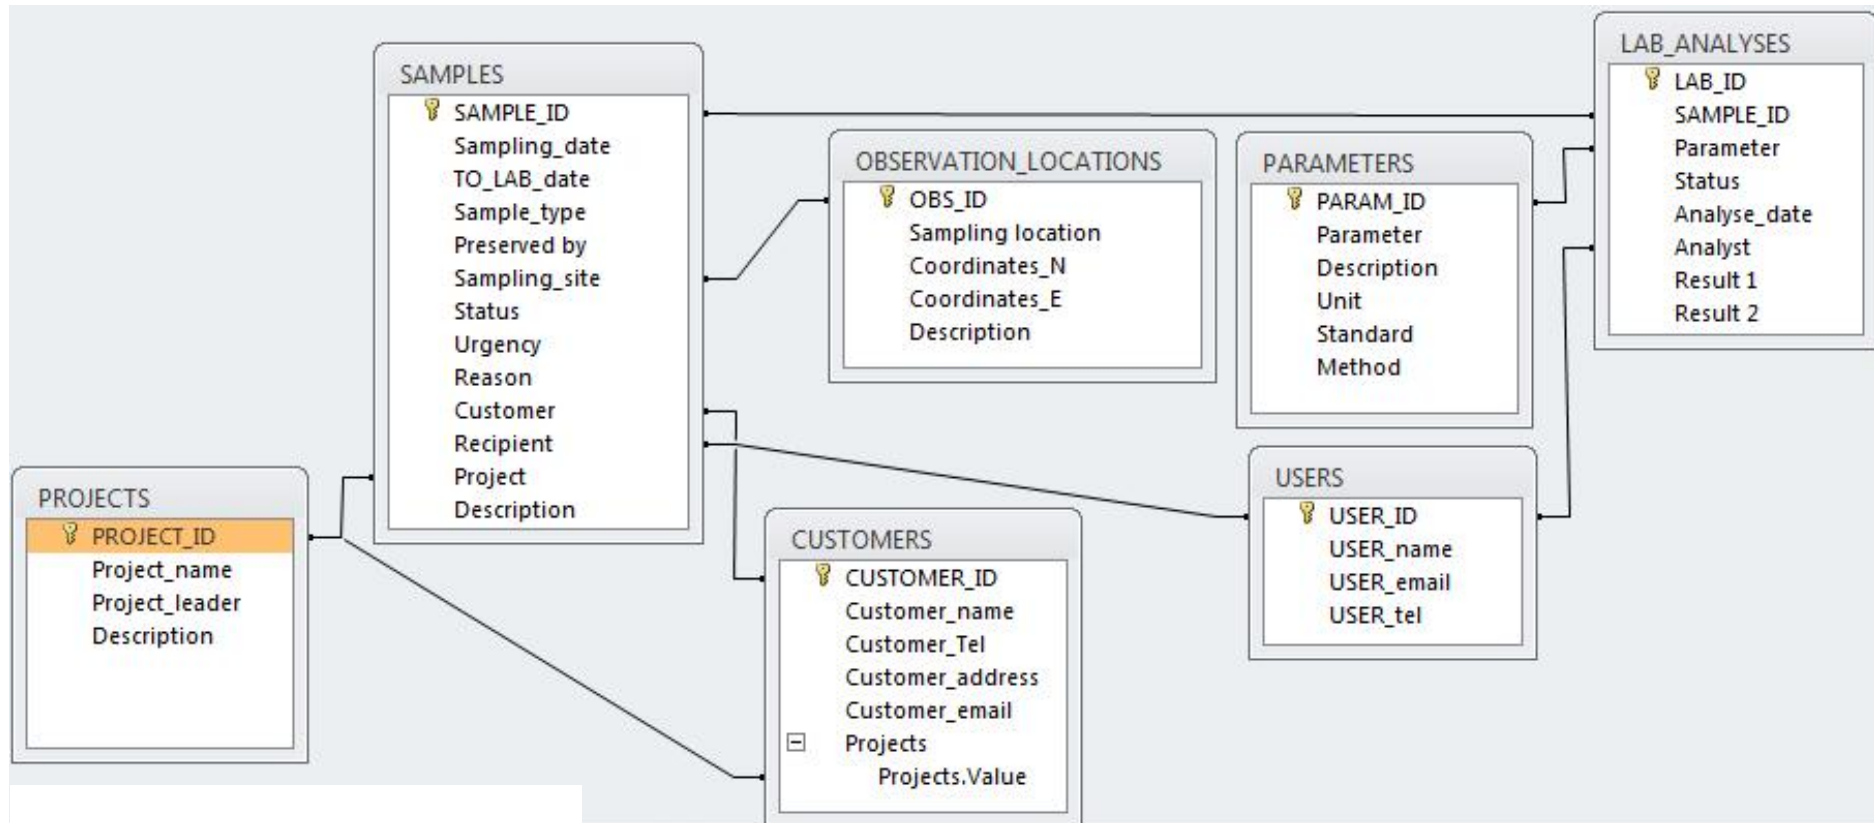 SAMPLES
SAMPLE_ID
Sampling_date
TO_LAB_date
Sample_type
Preserved by
Sampling_site
Status
Urgency
Reason
Customer
Recipient
Project
Description
OBSERVATION_LOCATIONS
OBS_ID
Sampling location
Coordinates_N
Coordinates_E
Description
PARAMETERS
PARAM_ID
Parameter
Description
Unit
Standard
Method
LAB_ANALYSES
LAB_ID
SAMPLE_ID
Parameter
Status
Analyse_date
Analyst
Result 1
Result 2
PROJECTS
PROJECT_ID
Project_name
Project_leader
Description
CUSTOMERS
CUSTOMER_ID
Customer_name
Customer_Tel
Customer_address
Customer_email
Projects
Projects.Value
USERS
USER_ID
USER_name
USER_email
USER_tel